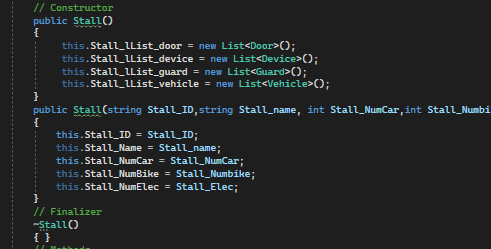 // Constructor
public Stall()
{
this.Stall_lList_door = new List<Door>();
this.Stall_lList_device = new List<Device>();
this.Stall_lList_guard = new List<Guard>();
this.Stall_lList_vehicle = new List<Vehicle>();
}
public Stall(string Stall_ID,string Stall_name, int Stall_NumCar,int Stall_Numbik
{
this.Stall_ID = Stall_ID;
this.Stall_Name = Stall_name;
this.Stall_NumCar = Stall_NumCar;
this.Stall_NumBike = Stall_Numbike;
this.Stall_NumElec = Stall_Elec;
}
// Finalizer
~Stall()
{ }
// Methods